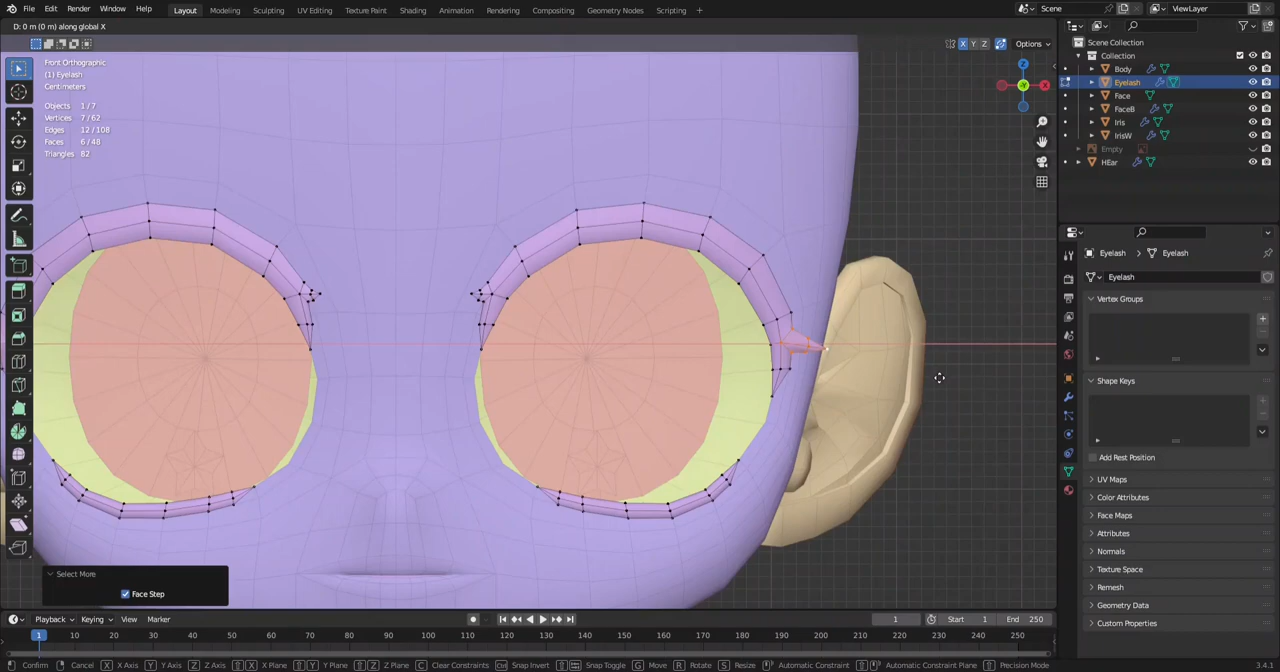 File Edit Render Window Help Layout Modeling Sculpting UV Editing Texture Paint Shading Animation Rendering Compositing Geometry Nodes Scripting + Scene ViewLayer
D: 0 m (0 m) along global X
X Y Z Options
Front Orthographic
(1) Eyelash
Centimeters
Objects 1/7
Vertices 7/62
Edges 12/108
Faces 6/48
Triangles 82
Z
X
Y
Select More
Face Step
Scene Collection
Collection
Body
Eyelash
Face
FaceB
Iris
IrisW
Empty
HEar
Eyelash > Eyelash
Eyelash
Vertex Groups
Shape Keys
Add Rest Position
UV Maps
Color Attributes
Face Maps
Attributes
Normals
Texture Space
Remesh
Geometry Data
Custom Properties
Playback Keying View Marker 1 Start 1 End 250
1 10 20 30 40 50 60 70 80 90 100 110 120 130 140 150 160 170 180 190 200 210 220 230 240 250
Confirm Cancel X X Axis Y Y Axis Z Z Axis X X Plane Y Y Plane Z Z Plane C Clear Constraints Ctrl Snap Invert Snap Toggle G Move R Rotate S Resize Automatic Constraint Automatic Constraint Plane Precision Mode 3.4.1